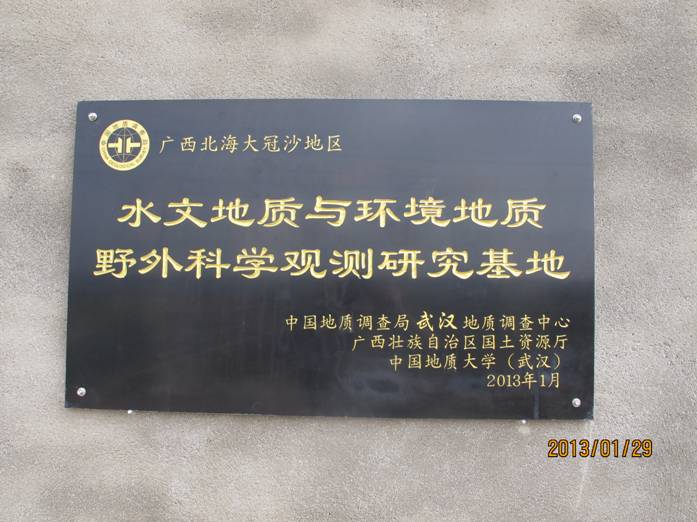 广西北海大冠沙地区
水文地质与环境地质
野外科学观测研究基地
中国地质调查局武汉地质调查中心
广西壮族自治区国土资源厅
中国地质大学（武汉）
2013年1月
2013/01/29